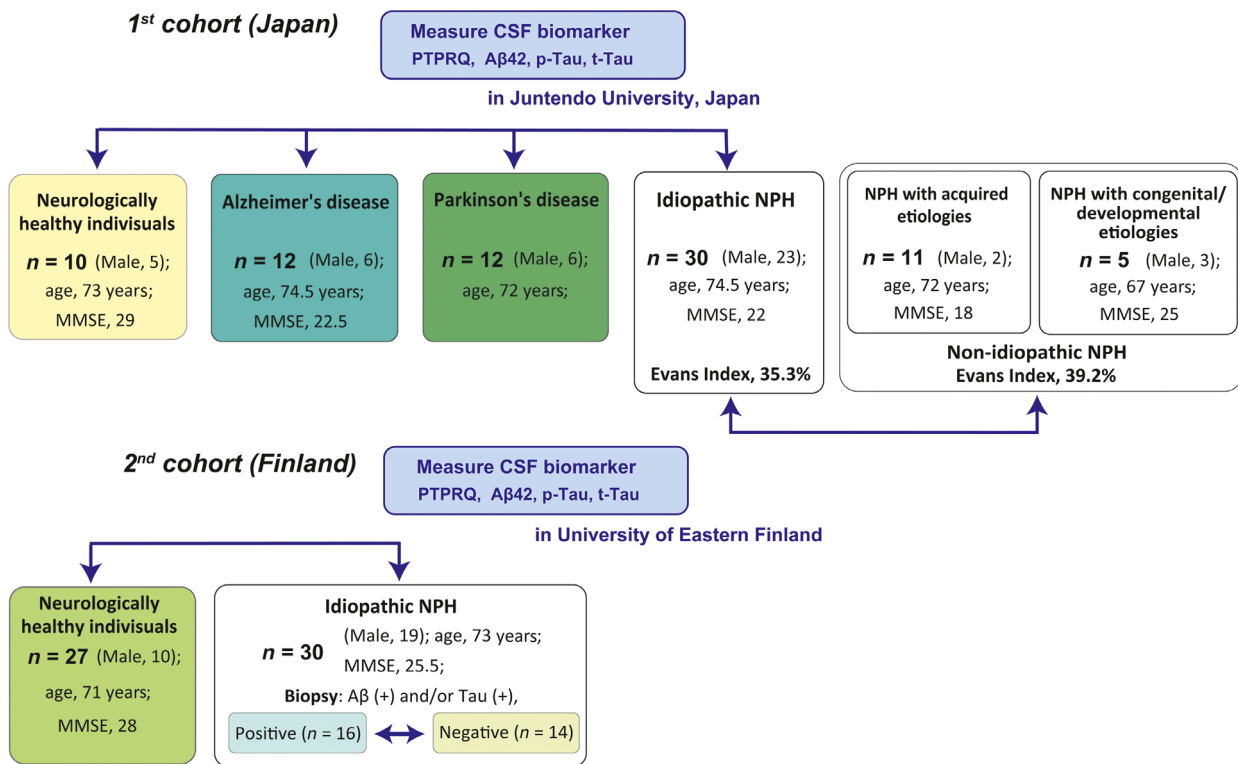 1st cohort (Japan)
Measure CSF biomarker
PTPRQ, Aβ42, p-Tau, t-Tau
in Juntendo University, Japan
Neurologically
healthy indivisuals
n = 10 (Male, 5);
age, 73 years;
MMSE, 29
Alzheimer's disease
n = 12 (Male, 6);
age, 74.5 years;
MMSE, 22.5
Parkinson's disease
n = 12 (Male, 6);
age, 72 years;
Idiopathic NPH
n = 30 (Male, 23);
age, 74.5 years;
MMSE, 22
Evans Index, 35.3%
NPH with acquired
etiologies
n = 11 (Male, 2);
age, 72 years;
MMSE, 18
NPH with congenital/
developmental
etiologies
n = 5 (Male, 3);
age, 67 years;
MMSE, 25
Non-idiopathic NPH
Evans Index, 39.2%
2nd cohort (Finland)
Measure CSF biomarker
PTPRQ, Aβ42, p-Tau, t-Tau
in University of Eastern Finland
Neurologically
healthy indivisuals
n = 27 (Male, 10);
age, 71 years;
MMSE, 28
Idiopathic NPH
n = 30 (Male, 19); age, 73 years;
MMSE, 25.5;
Biopsy: Aβ (+) and/or Tau (+),
Positive (n = 16)
Negative (n = 14)